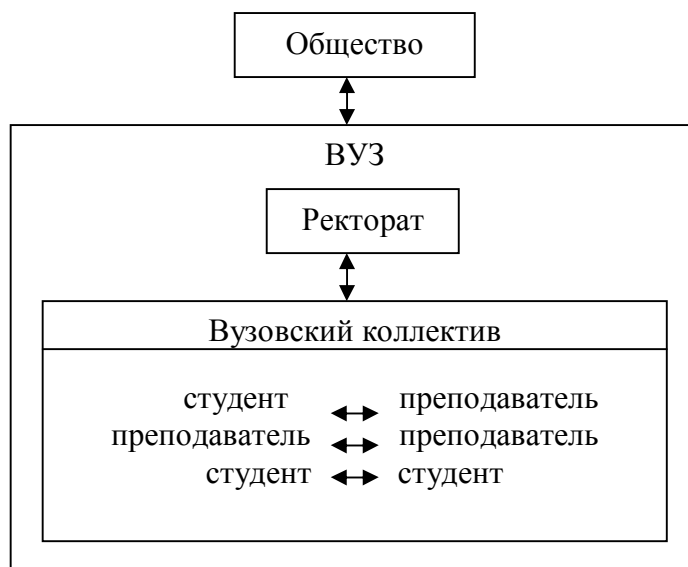 Общество
ВУЗ
Ректорат
Вузовский коллектив
студент преподаватель
преподаватель преподаватель
студент студент